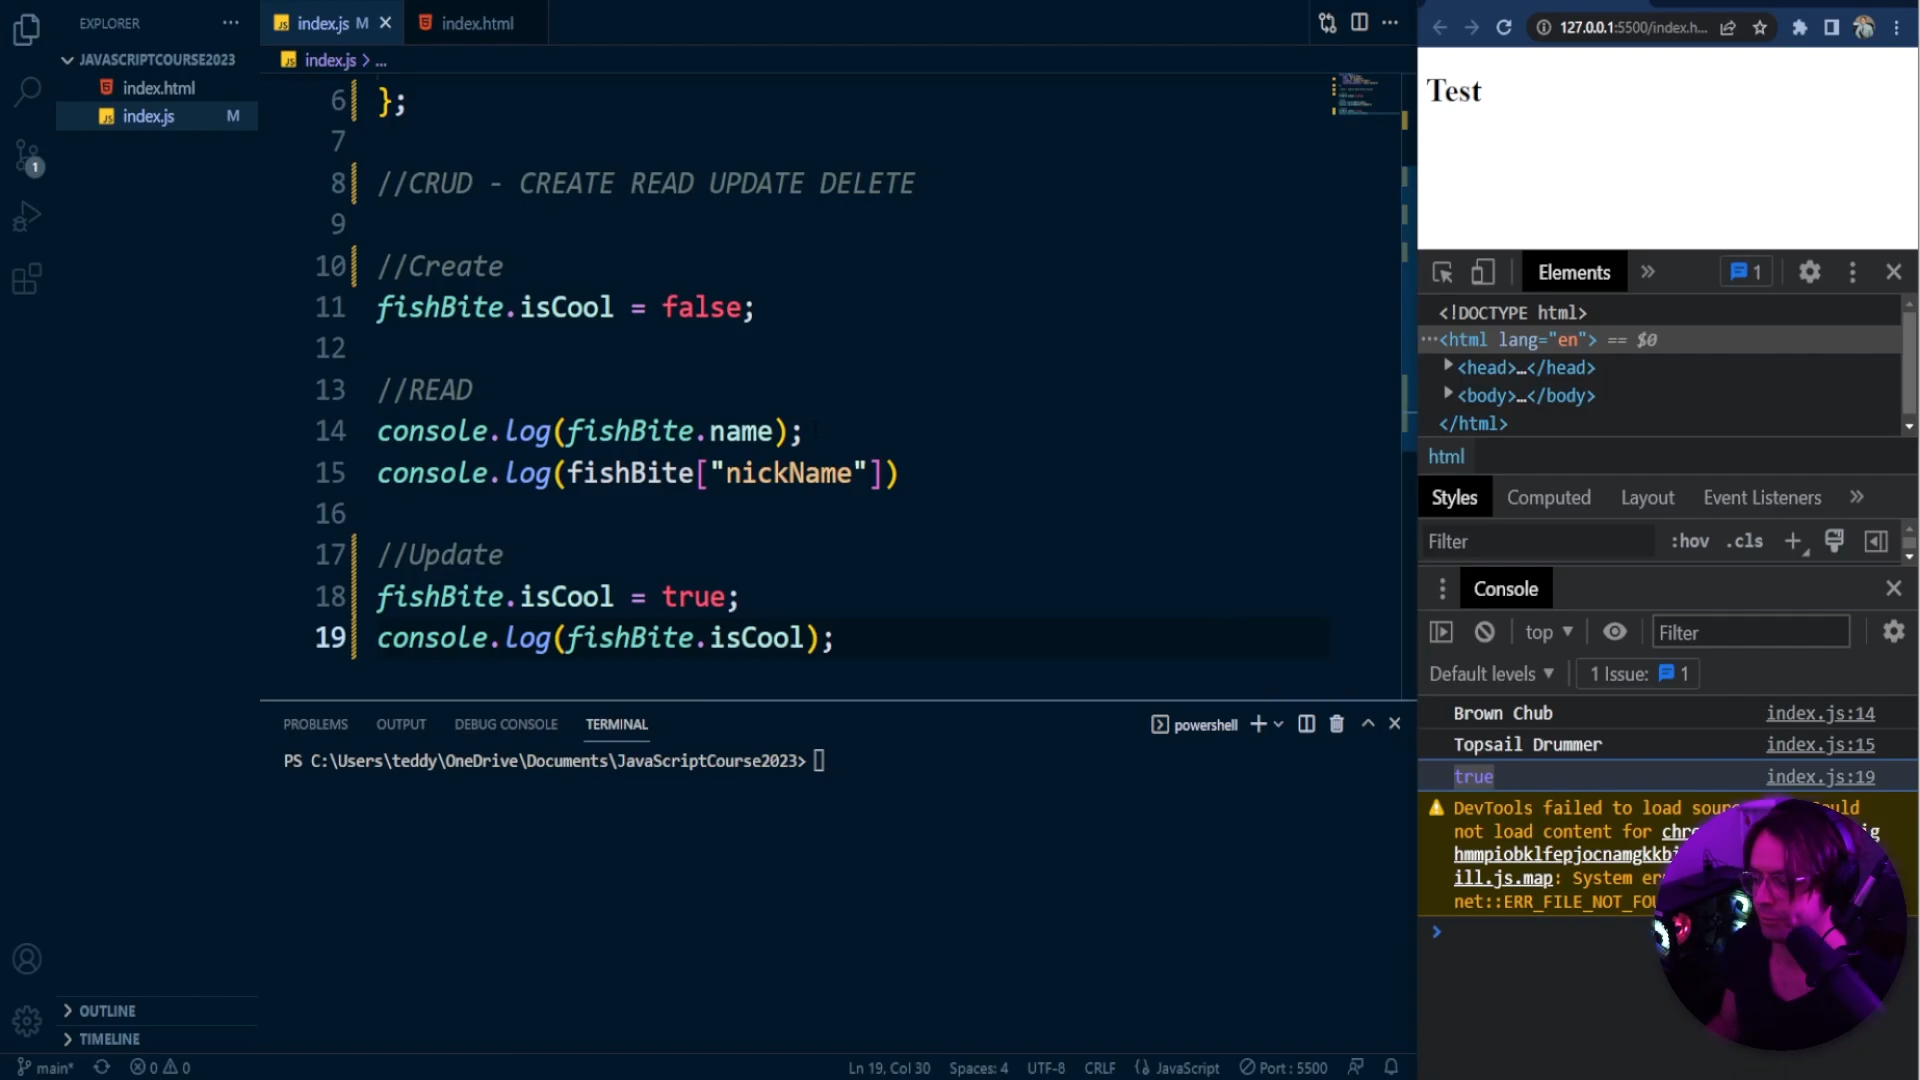 EXPLORER ...
JAVASCRIPTCOURSE2023
index.html
index.js M
1
index.js M
index.html
index.js > ...
6 };
7
8 //CRUD - CREATE READ UPDATE DELETE
9
10 //Create
11 fishBite.isCool = false;
12
13 //READ
14 console.log(fishBite.name);
15 console.log(fishBite["nickName"])
16
17 //Update
18 fishBite.isCool = true;
19 console.log(fishBite.isCool);
PROBLEMS OUTPUT DEBUG CONSOLE TERMINAL
powershell
PS C:\Users\teddy\OneDrive\Documents\JavaScriptCourse2023>
OUTLINE
TIMELINE
main* 0 0
Ln 19, Col 30 Spaces: 4 UTF-8 CRLF JavaScript Port : 5500
127.0.0.1:5500/index.h...
Test
Elements 1
<!DOCTYPE html>
...<html lang="en"> == $0
<head>…</head>
<body>…</body>
</html>
html
Styles Computed Layout Event Listeners
Filter :hov .cls
Console
top Filter
Default levels 1 Issue: 1
Brown Chub index.js:14
Topsail Drummer index.js:15
true index.js:19
DevTools failed to load
not load content for
hmmpiobklfepjocnamgkkb
ill.js.map: System